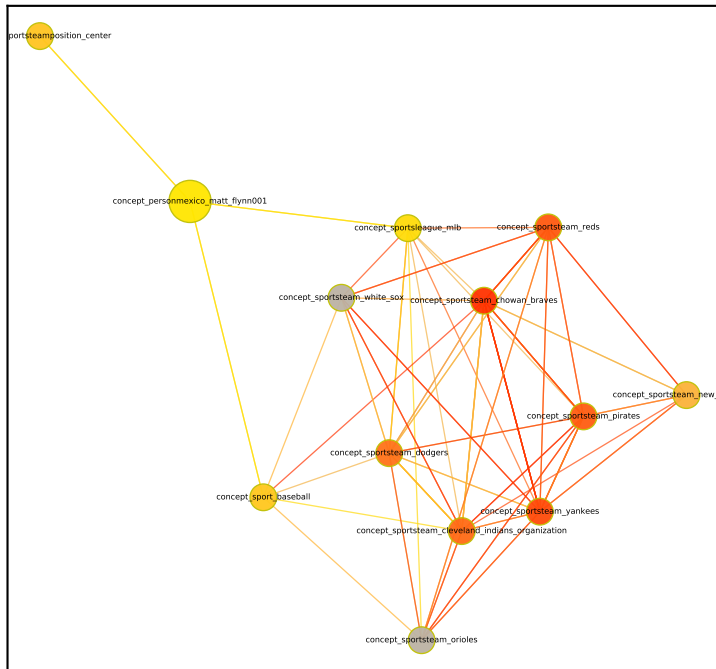 portsteamposition_center
concept_personmexico_matt_flynn001
concept_sportsleague_mlb
concept_sportsteam_reds
concept_sportsteam_white_sox
concept_sportsteam_chowan_braves
concept_sportsteam_new_
concept_sportsteam_pirates
concept_sportsteam_dodgers
concept_sport_baseball
concept_sportsteam_yankees
concept_sportsteam_cleveland_indians_organization
concept_sportsteam_orioles